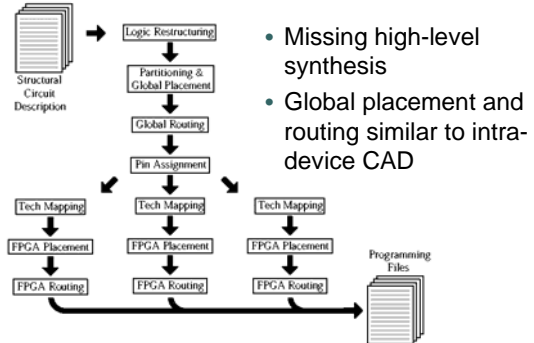 Structural
Circuit
Description
Logic Restructuring
Partitioning &
Global Placement
Global Routing
Pin Assignment
Tech Mapping
Tech Mapping
Tech Mapping
FPGA Placement
FPGA Placement
FPGA Placement
FPGA Routing
FPGA Routing
FPGA Routing
Programming
Files
• Missing high-level
synthesis
• Global placement and
routing similar to intra-
device CAD